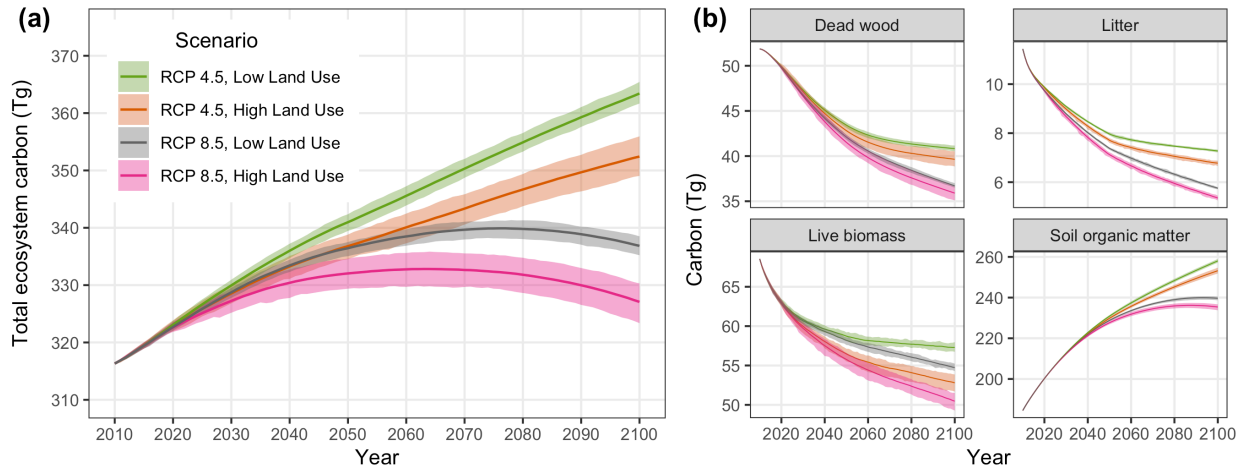 (a)
Total ecosystem carbon (Tg)
370
360
350
340
330
320
310
Scenario
RCP 4.5, Low Land Use
RCP 4.5, High Land Use
RCP 8.5, Low Land Use
RCP 8.5, High Land Use
2010 2020 2030 2040 2050 2060 2070 2080 2090 2100
Year
(b)
Carbon (Tg)
Dead wood
50
45
40
35
Litter
10
8
6
Live biomass
65
60
55
50
2020 2040 2060 2080 2100
Soil organic matter
260
240
220
200
2020 2040 2060 2080 2100
Year